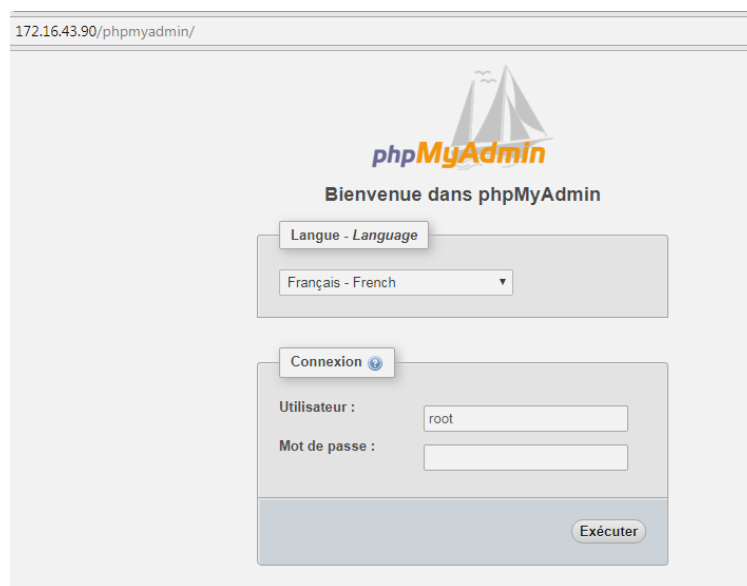 172.16.43.90/phpmyadmin/
phpMyAdmin
Bienvenue dans phpMyAdmin
Langue - Language
Français - French
Connexion
Utilisateur :
root
Mot de passe :
Exécuter